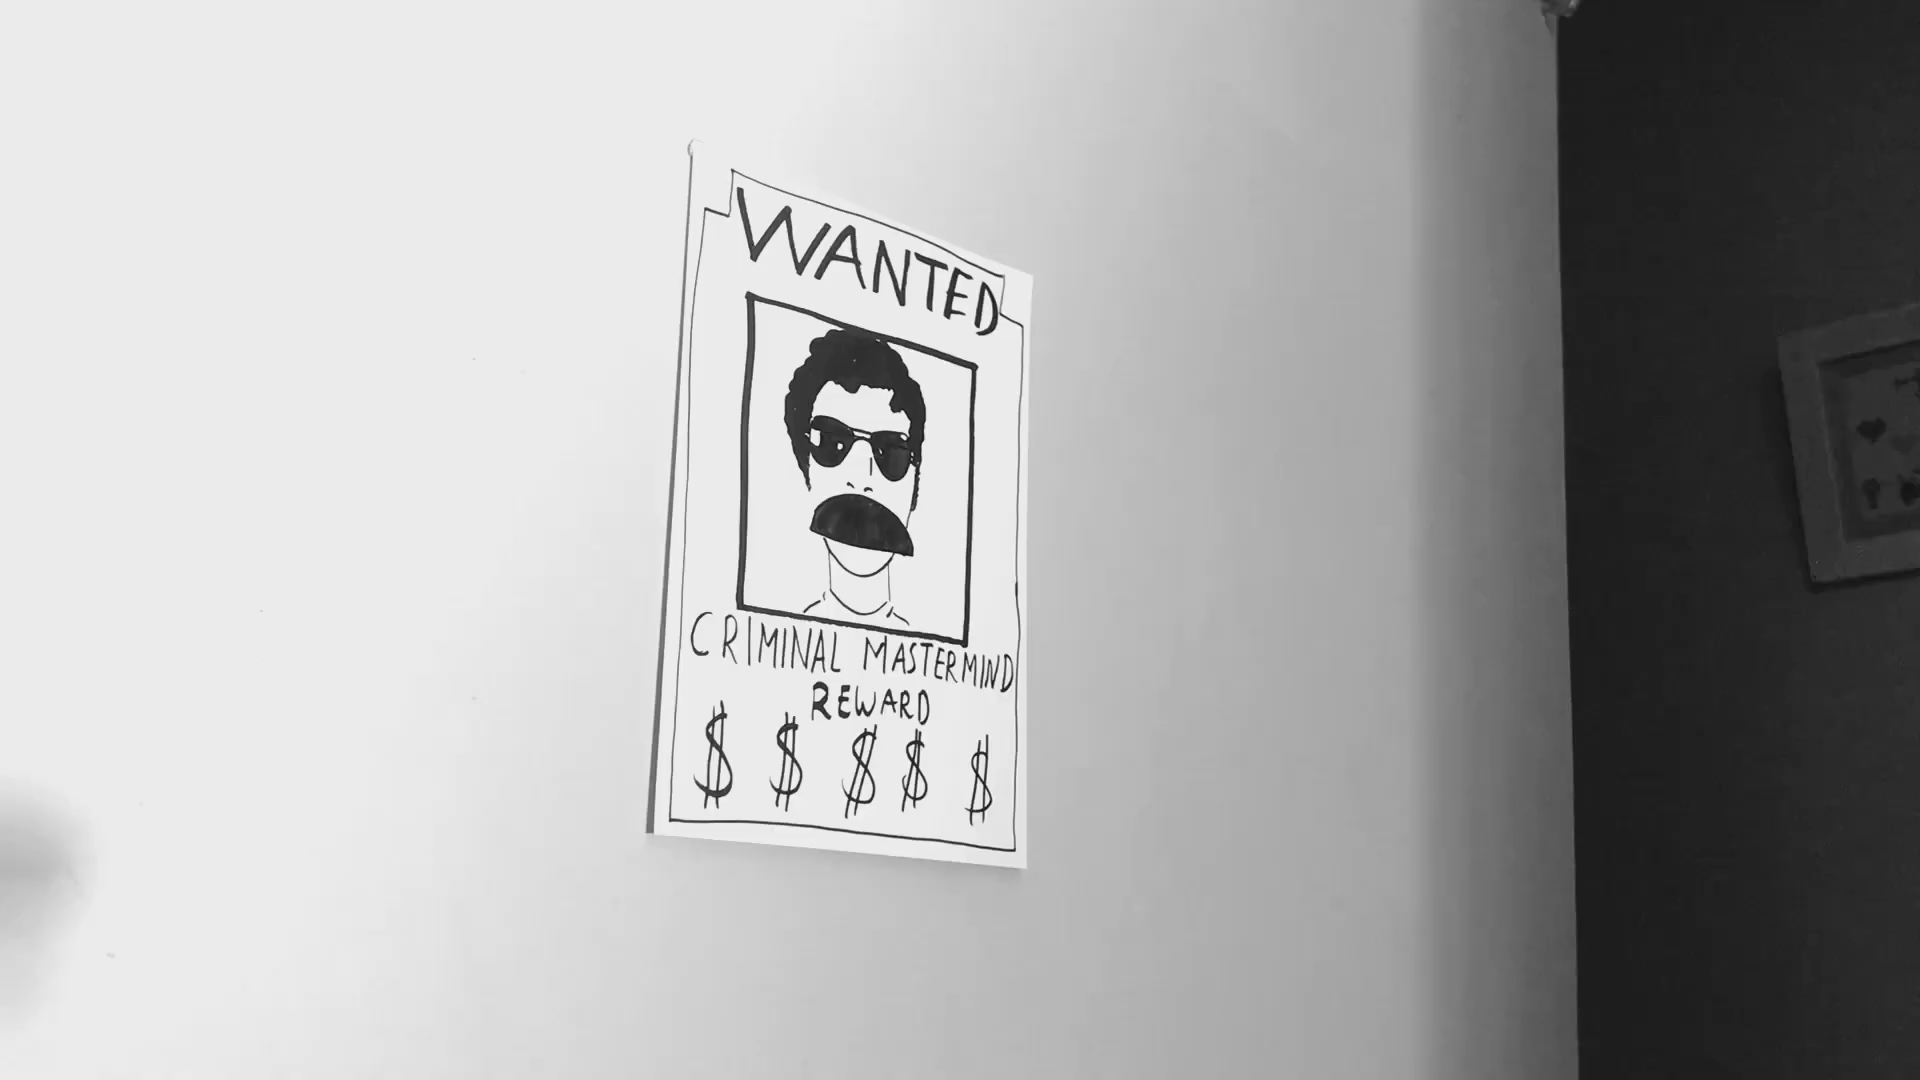 WANTED
CRIMINAL MASTERMIND
REWARD
$ $ $ $ $